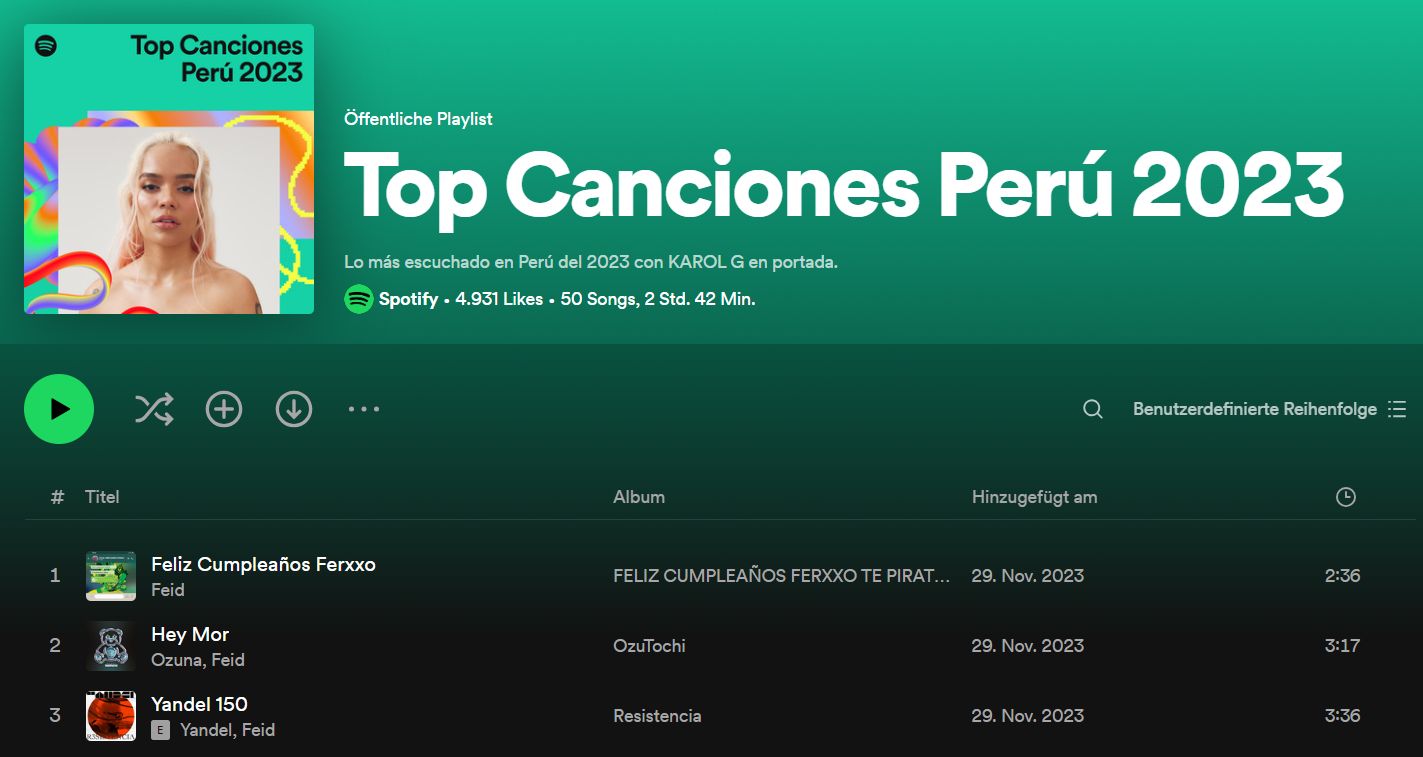 Top Canciones
Perú 2023
Öffentliche Playlist
Top Canciones Perú 2023
Lo más escuchado en Perú del 2023 con KAROL G en portada.
Spotify • 4.931 Likes • 50 Songs, 2 Std. 42 Min.
Benutzerdefinierte Reihenfolge
# Titel Album Hinzugefügt am
1 Feliz Cumpleaños Ferxxo FELIZ CUMPLEAÑOS FERXXO TE PIRAT... 29. Nov. 2023 2:36
Feid
2 Hey Mor OzuTochi 29. Nov. 2023 3:17
Ozuna, Feid
3 Yandel 150 Resistencia 29. Nov. 2023 3:36
E Yandel, Feid